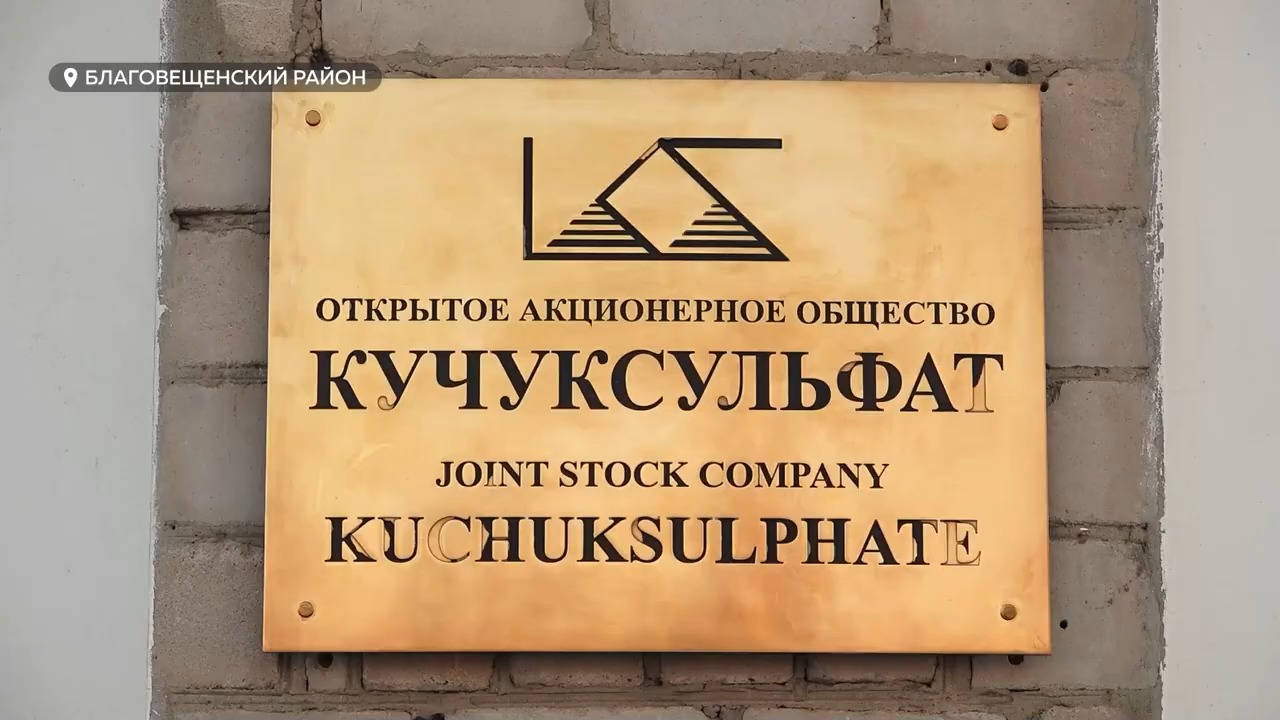 БЛАГОВЕЩЕНСКИЙ РАЙОН
ОТКРЫТОЕ АКЦИОНЕРНОЕ ОБЩЕСТВО
КУЧУКСУЛЬФАТ
JOINT STOCK COMPANY
KUCHUKSULPHATE